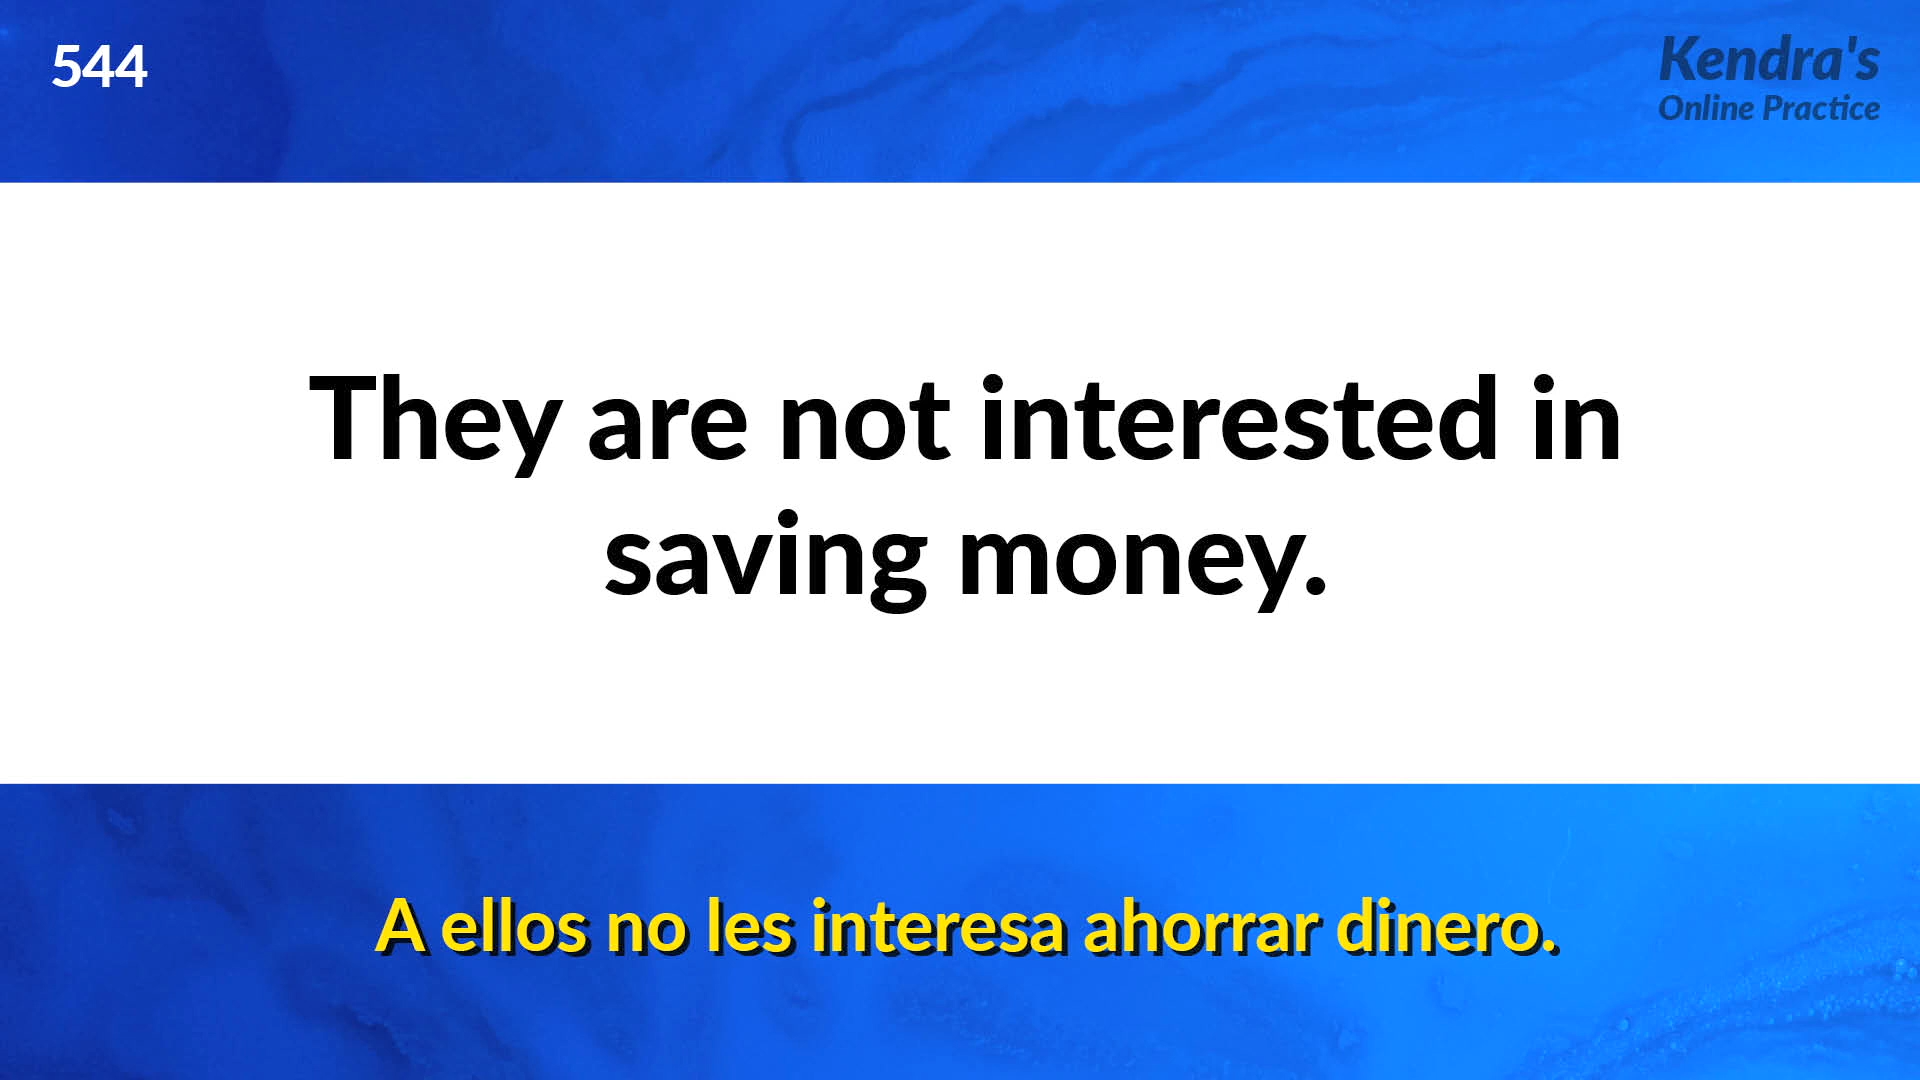 544
Kendra's
Online Practice
They are not interested in
saving money.
A ellos no les interesa ahorrar dinero.